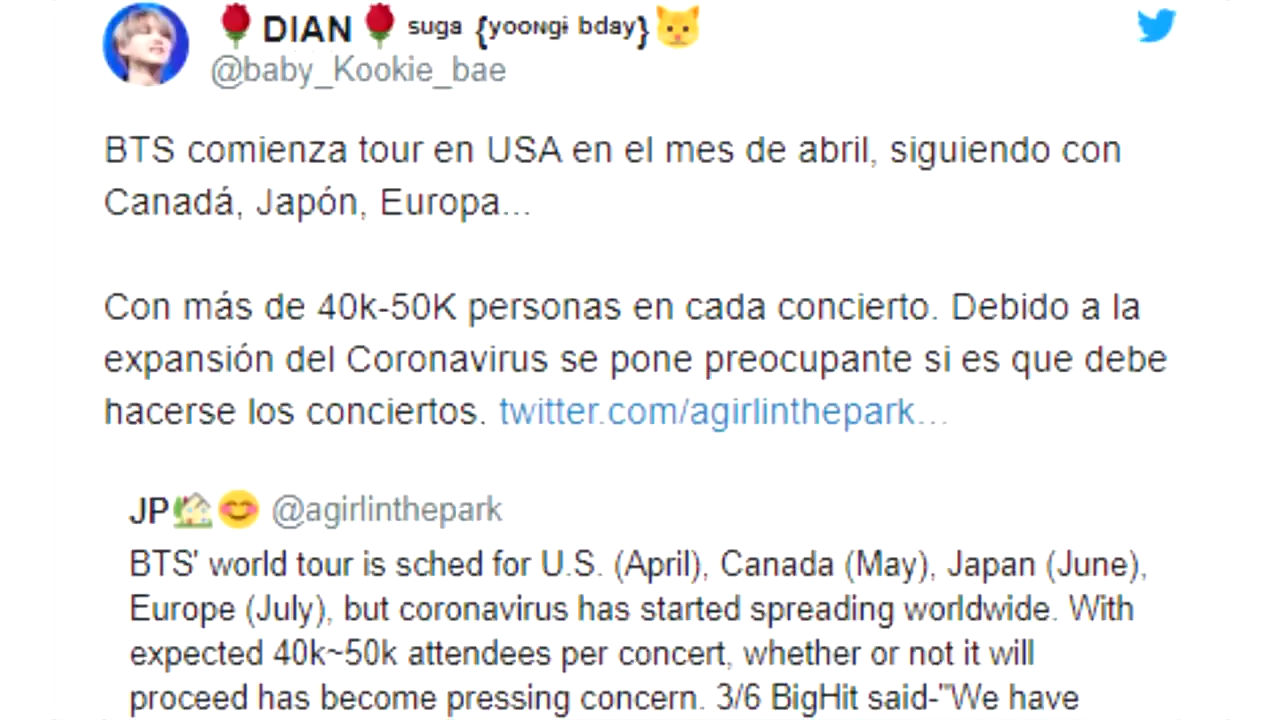 🌹 DIAN 🌹 ˢᵘᵍᵃ {ʸᵒᵒᶰᵍᶤ ᵇᵈᵃʸ}🐱
@baby_Kookie_bae
BTS comienza tour en USA en el mes de abril, siguiendo con
Canadá, Japón, Europa...
Con más de 40k-50K personas en cada concierto. Debido a la
expansión del Coronavirus se pone preocupante si es que debe
hacerse los conciertos. twitter.com/agirlinthepark…
JP🏡😊 @agirlinthepark
BTS' world tour is sched for U.S. (April), Canada (May), Japan (June),
Europe (July), but coronavirus has started spreading worldwide. With
expected 40k~50k attendees per concert, whether or not it will
proceed has become pressing concern. 3/6 BigHit said-"We have